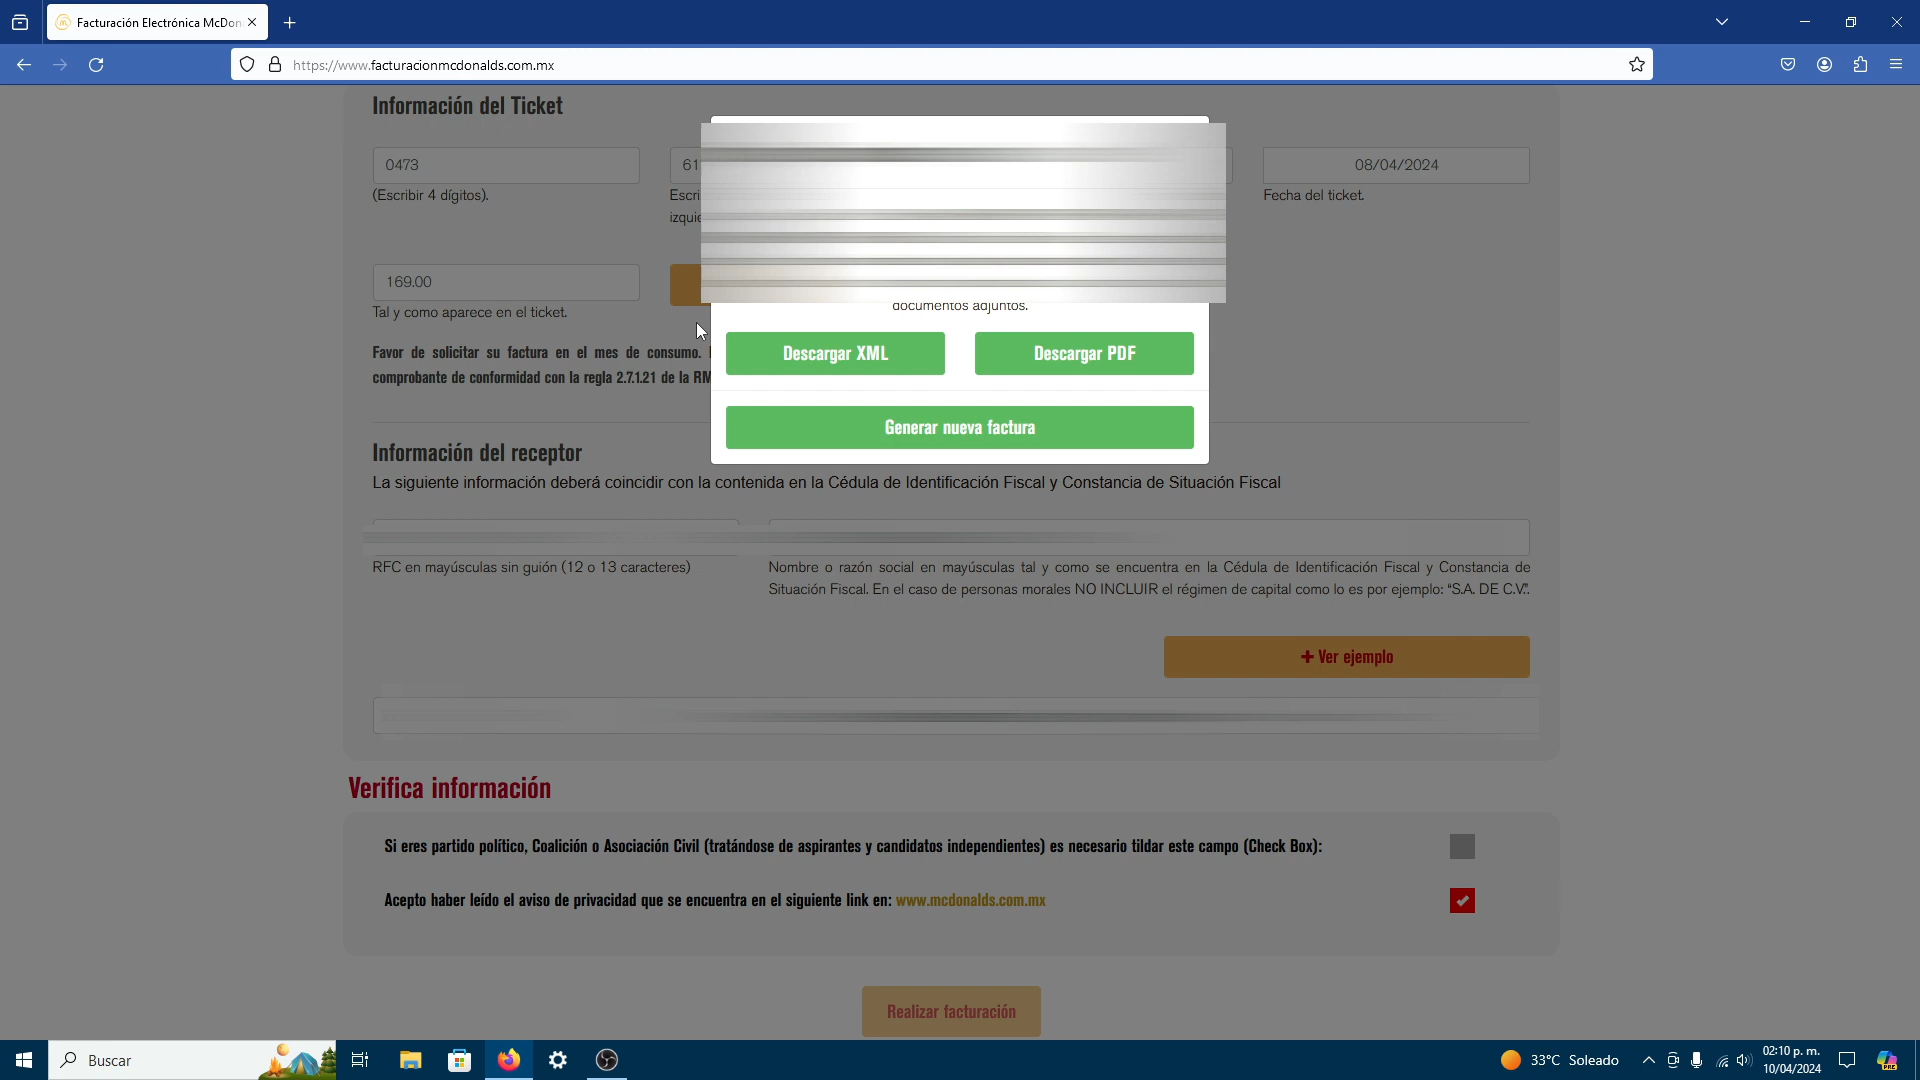 Facturación Electrónica McDon
https://www.facturacionmcdonalds.com.mx
Información del Ticket
0473
61
08/04/2024
(Escribir 4 dígitos).
Escri
Fecha del ticket.
izquie
169.00
Tal y como aparece en el ticket.
documentos adjuntos.
Favor de solicitar su factura en el mes de consumo.
comprobante de conformidad con la regla 2.7.1.21 de la RM
Descargar XML
Descargar PDF
Generar nueva factura
Información del receptor
La siguiente información deberá coincidir con la contenida en la Cédula de Identificación Fiscal y Constancia de Situación Fiscal
RFC en mayúsculas sin guión (12 o 13 caracteres)
Nombre o razón social en mayúsculas tal y como se encuentra en la Cédula de Identificación Fiscal y Constancia de
Situación Fiscal. En el caso de personas morales NO INCLUIR el régimen de capital como lo es por ejemplo: “S.A. DE C.V.”.
+ Ver ejemplo
Verifica información
Si eres partido político, Coalición o Asociación Civil (tratándose de aspirantes y candidatos independientes) es necesario tildar este campo (Check Box):
Acepto haber leído el aviso de privacidad que se encuentra en el siguiente link en: www.mcdonalds.com.mx
Realizar facturación
Buscar
33°C Soleado
02:10 p. m.
10/04/2024
PRE